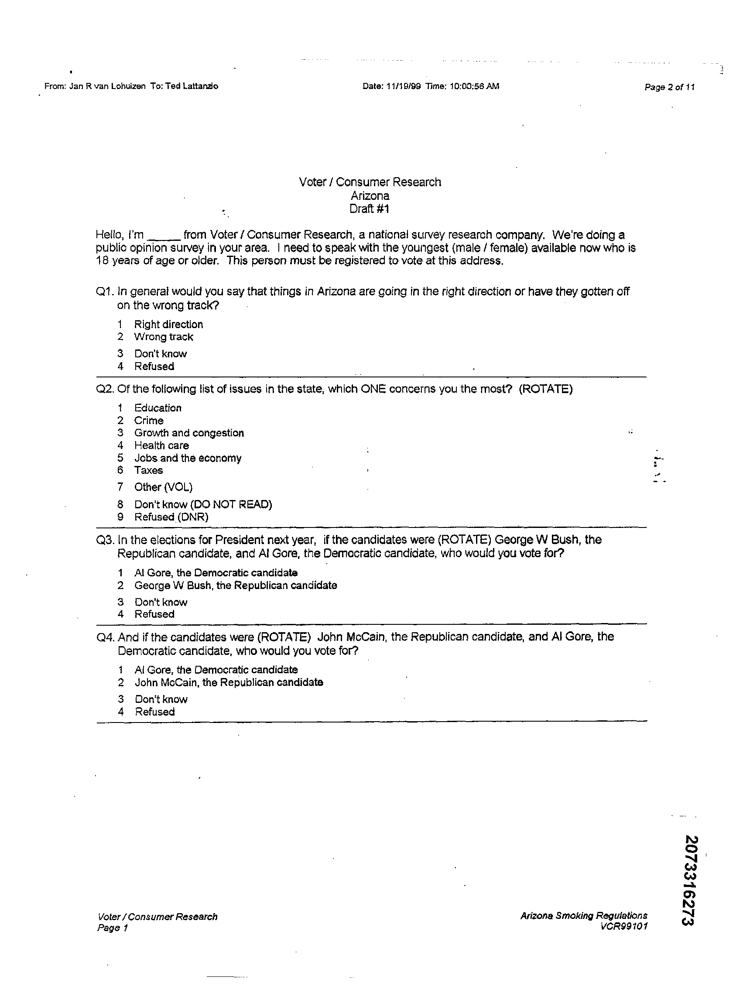 From: Jan R van Lohuizen To: Ted Lattanzio Date: 11/19/99 Time: 10:00:56 AM Page 2 of 11
Voter / Consumer Research
Arizona
Draft #1
Hello, I'm _____ from Voter / Consumer Research, a national survey research company. We're doing a
public opinion survey in your area. I need to speak with the youngest (male / female) available now who is
18 years of age or older. This person must be registered to vote at this address.
Q1. In general would you say that things in Arizona are going in the right direction or have they gotten off
on the wrong track?
1 Right direction
2 Wrong track
3 Don't know
4 Refused
Q2. Of the following list of issues in the state, which ONE concerns you the most? (ROTATE)
1 Education
2 Crime
3 Growth and congestion
4 Health care
5 Jobs and the economy
6 Taxes
7 Other (VOL)
8 Don't know (DO NOT READ)
9 Refused (DNR)
Q3. In the elections for President next year, if the candidates were (ROTATE) George W Bush, the
Republican candidate, and Al Gore, the Democratic candidate, who would you vote for?
1 Al Gore, the Democratic candidate
2 George W Bush, the Republican candidate
3 Don't know
4 Refused
Q4. And if the candidates were (ROTATE) John McCain, the Republican candidate, and Al Gore, the
Democratic candidate, who would you vote for?
1 Al Gore, the Democratic candidate
2 John McCain, the Republican candidate
3 Don't know
4 Refused
2073316273
Voter / Consumer Research Arizona Smoking Regulations
Page 1 VCR99101